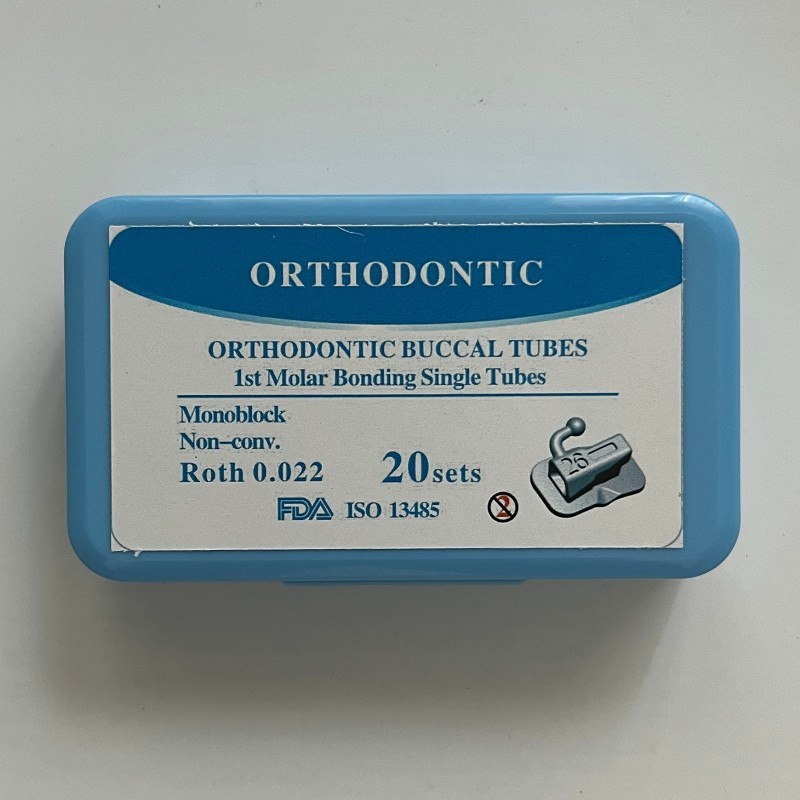 ORTHODONTIC
ORTHODONTIC BUCCAL TUBES
1st Molar Bonding Single Tubes
Monoblock
Non-conv.
Roth 0.022 20sets
FDA ISO 13485 2
26